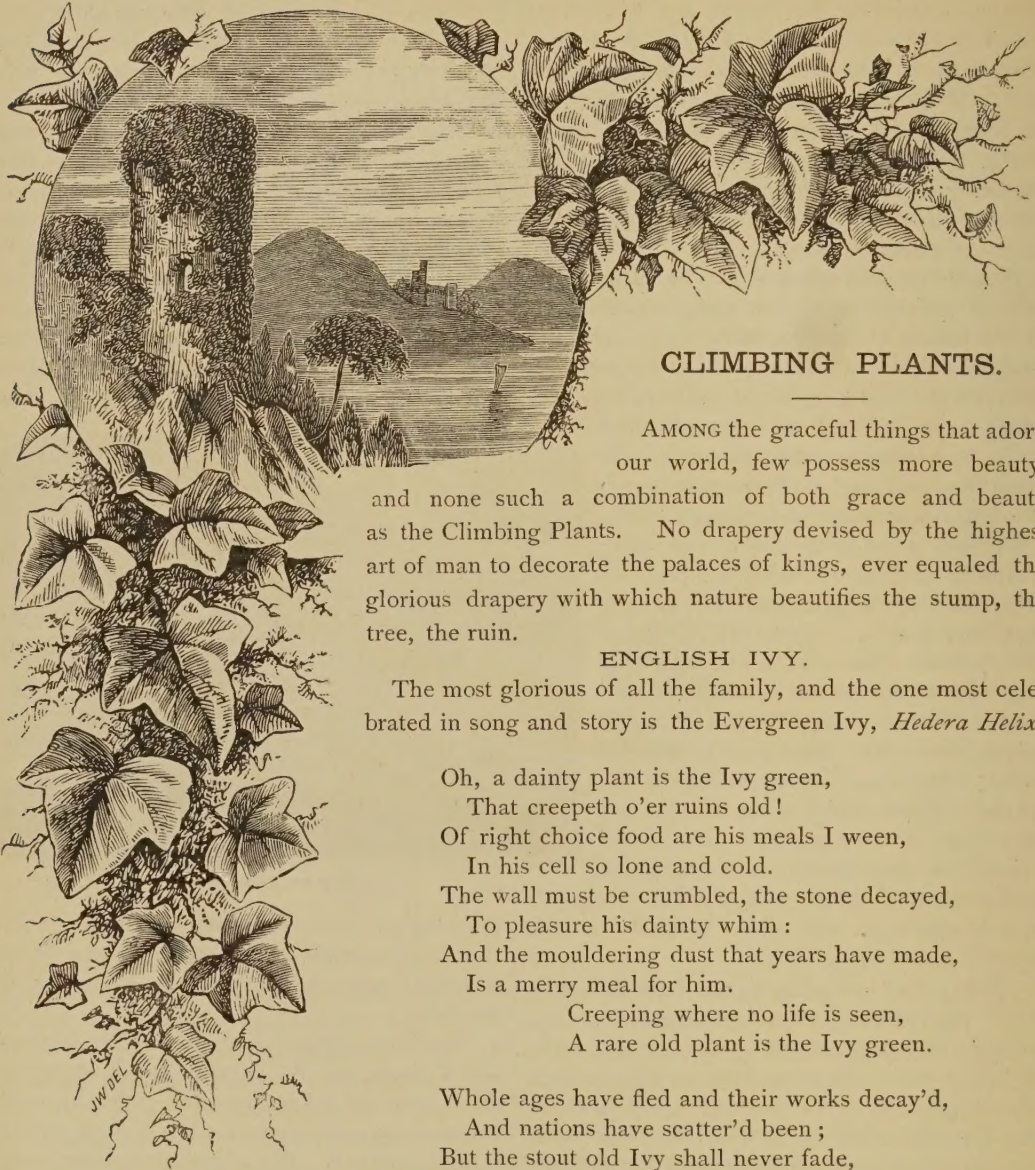 CLIMBING PLANTS.
AMONG the graceful things that ador
our world, few possess more beauty
and none such a combination of both grace and beaut
as the Climbing Plants. No drapery devised by the highes
art of man to decorate the palaces of kings, ever equaled th
glorious drapery with which nature beautifies the stump, th
tree, the ruin.
ENGLISH IVY.
The most glorious of all the family, and the one most cele
brated in song and story is the Evergreen Ivy, Hedera Helix
Oh, a dainty plant is the Ivy green,
That creepeth o'er ruins old!
Of right choice food are his meals I ween,
In his cell so lone and cold.
The wall must be crumbled, the stone decayed,
To pleasure his dainty whim:
And the mouldering dust that years have made,
Is a merry meal for him.
Creeping where no life is seen,
A rare old plant is the Ivy green.
JW DEL
Whole ages have fled and their works decay'd,
And nations have scatter'd been;
But the stout old Ivy shall never fade,